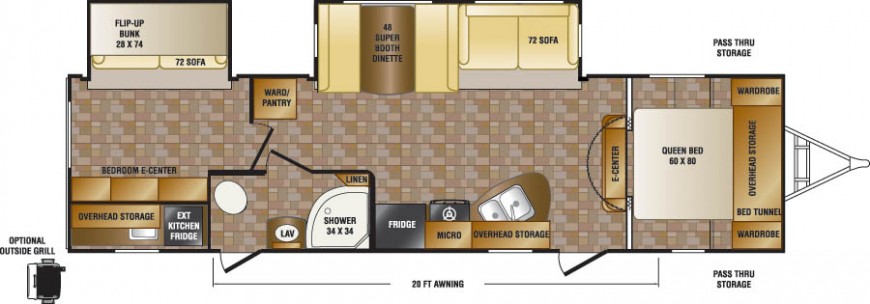 FLIP-UP
BUNK
28 X 74
72 SOFA
48
SUPER
BOOTH
DINETTE
72 SOFA
PASS THRU
STORAGE
WARD/
PANTRY
WARDROBE
QUEEN BED
60 X 80
E-CENTER
OVERHEAD STORAGE
BEDROOM E-CENTER
LINEN
OVERHEAD STORAGE
EXT
KITCHEN
FRIDGE
LAV
SHOWER
34 X 34
FRIDGE
MICRO
OVERHEAD STORAGE
BED TUNNEL
WARDROBE
OPTIONAL
OUTSIDE GRILL
20 FT AWNING
PASS THRU
STORAGE